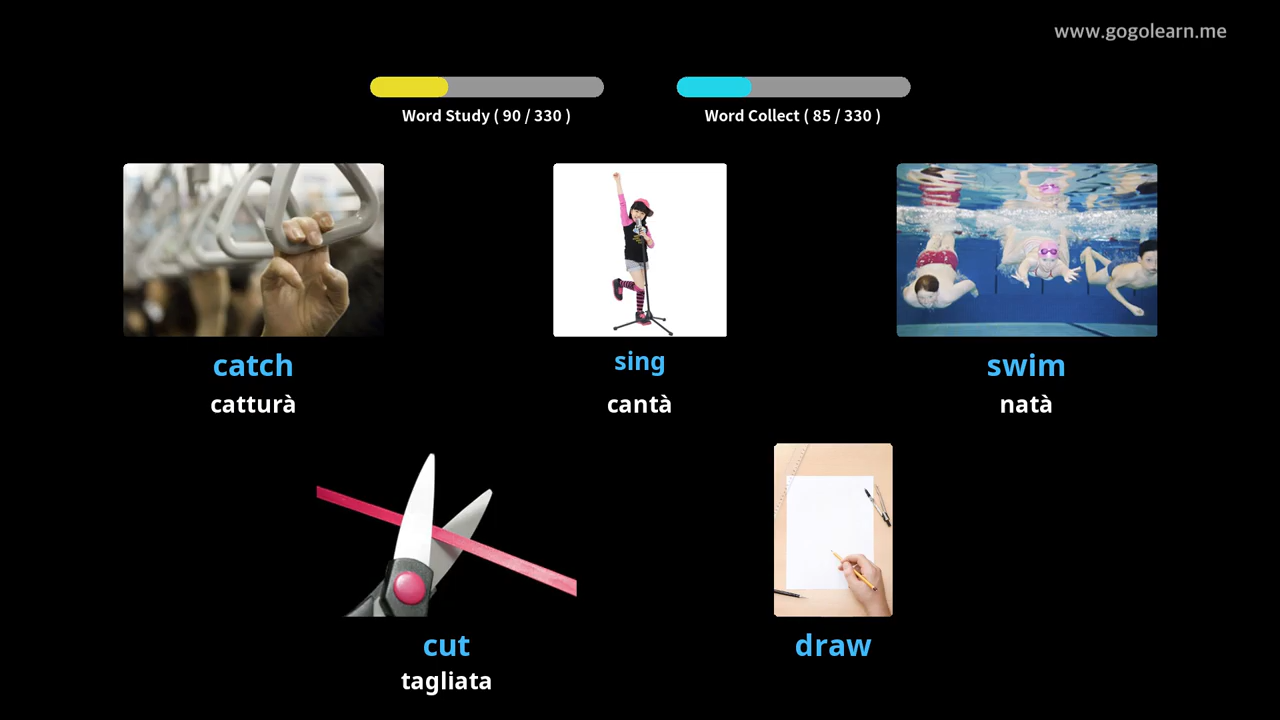 www.gogolearn.me
Word Study ( 90 / 330 )
Word Collect ( 85 / 330 )
catch
catturà
sing
cantà
swim
natà
cut
tagliata
draw